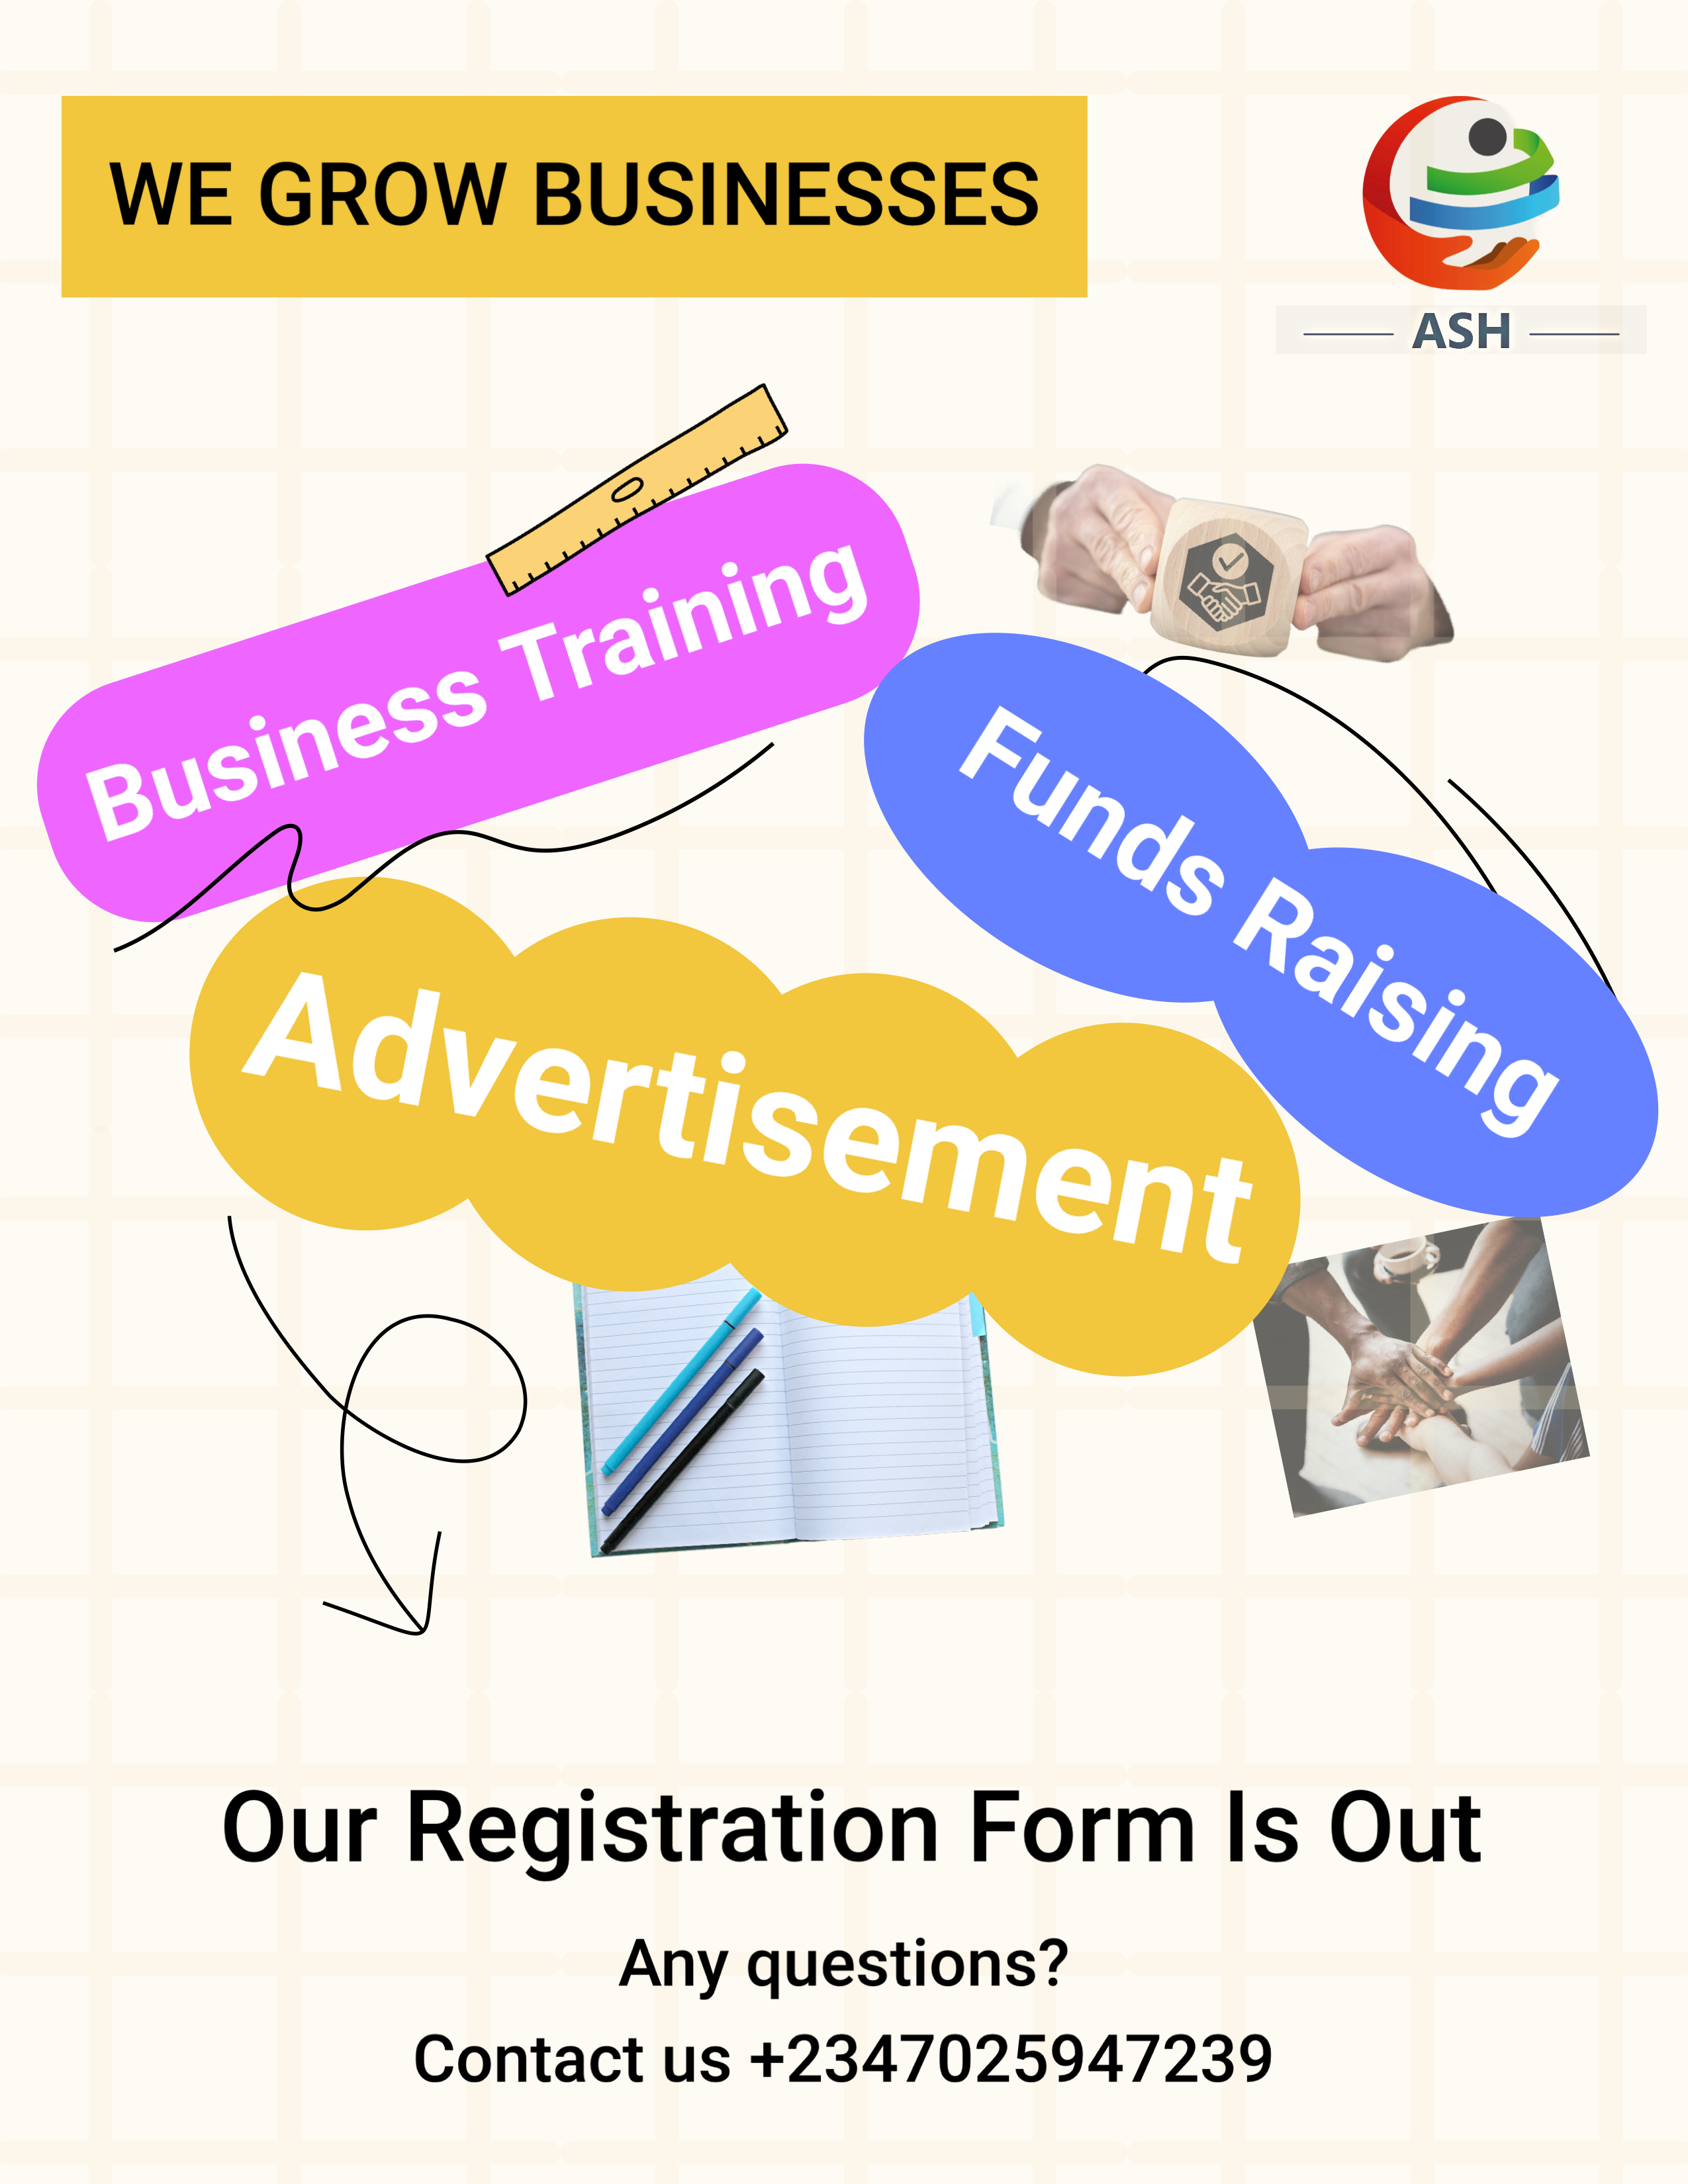 WE GROW BUSINESSES
ASH
Business Training
Funds Raising
Advertisement
Our Registration Form Is Out
Any questions?
Contact us +2347025947239